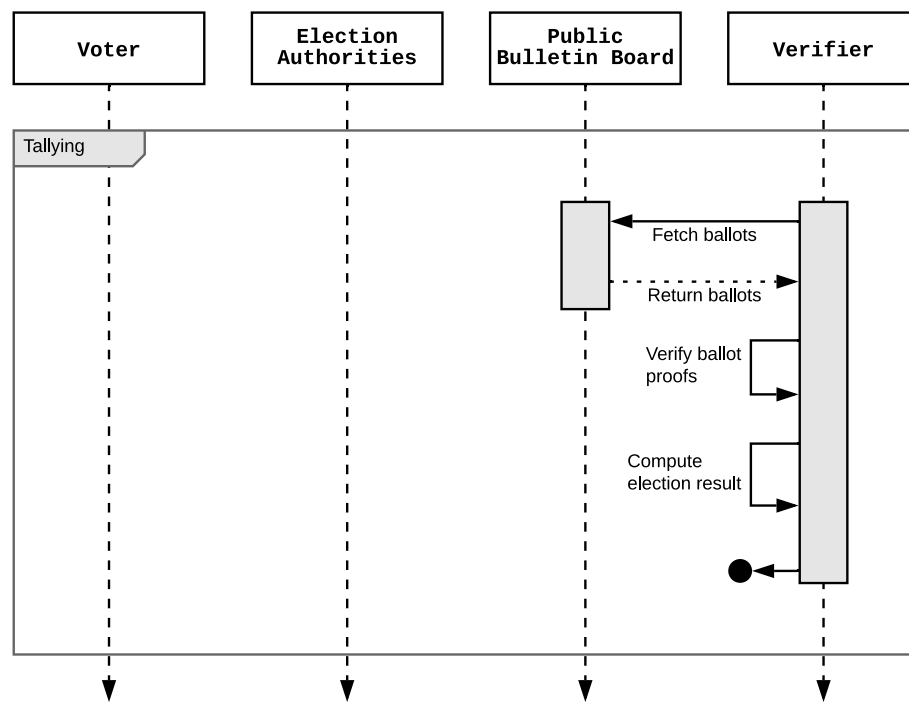 Voter
Election
Authorities
Public
Bulletin Board
Verifier
Tallying
Fetch ballots
Return ballots
Verify ballot
proofs
Compute
election result